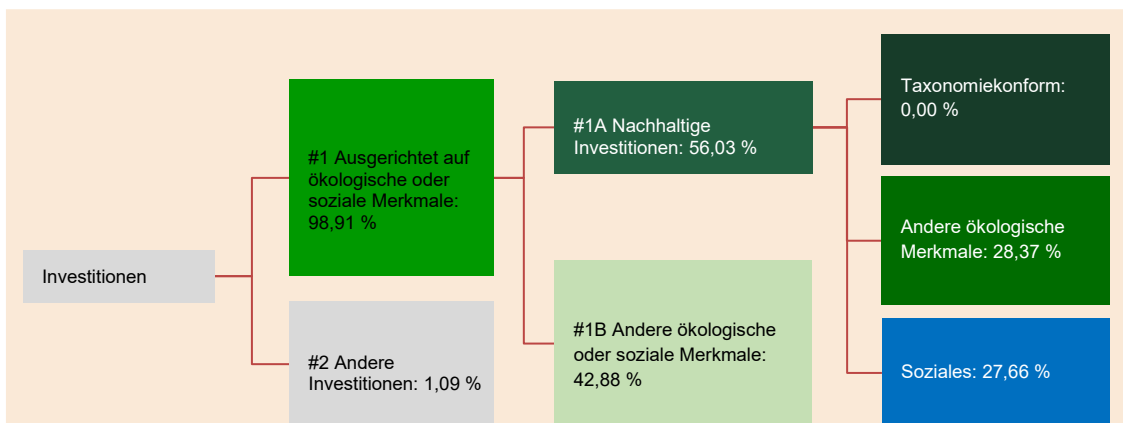 Investitionen
#1 Ausgerichtet auf
ökologische oder
soziale Merkmale:
98,91 %
#2 Andere
Investitionen: 1,09 %
#1A Nachhaltige
Investitionen: 56,03 %
#1B Andere ökologische
oder soziale Merkmale:
42,88 %
Taxonomiekonform:
0,00 %
Andere ökologische
Merkmale: 28,37 %
Soziales: 27,66 %